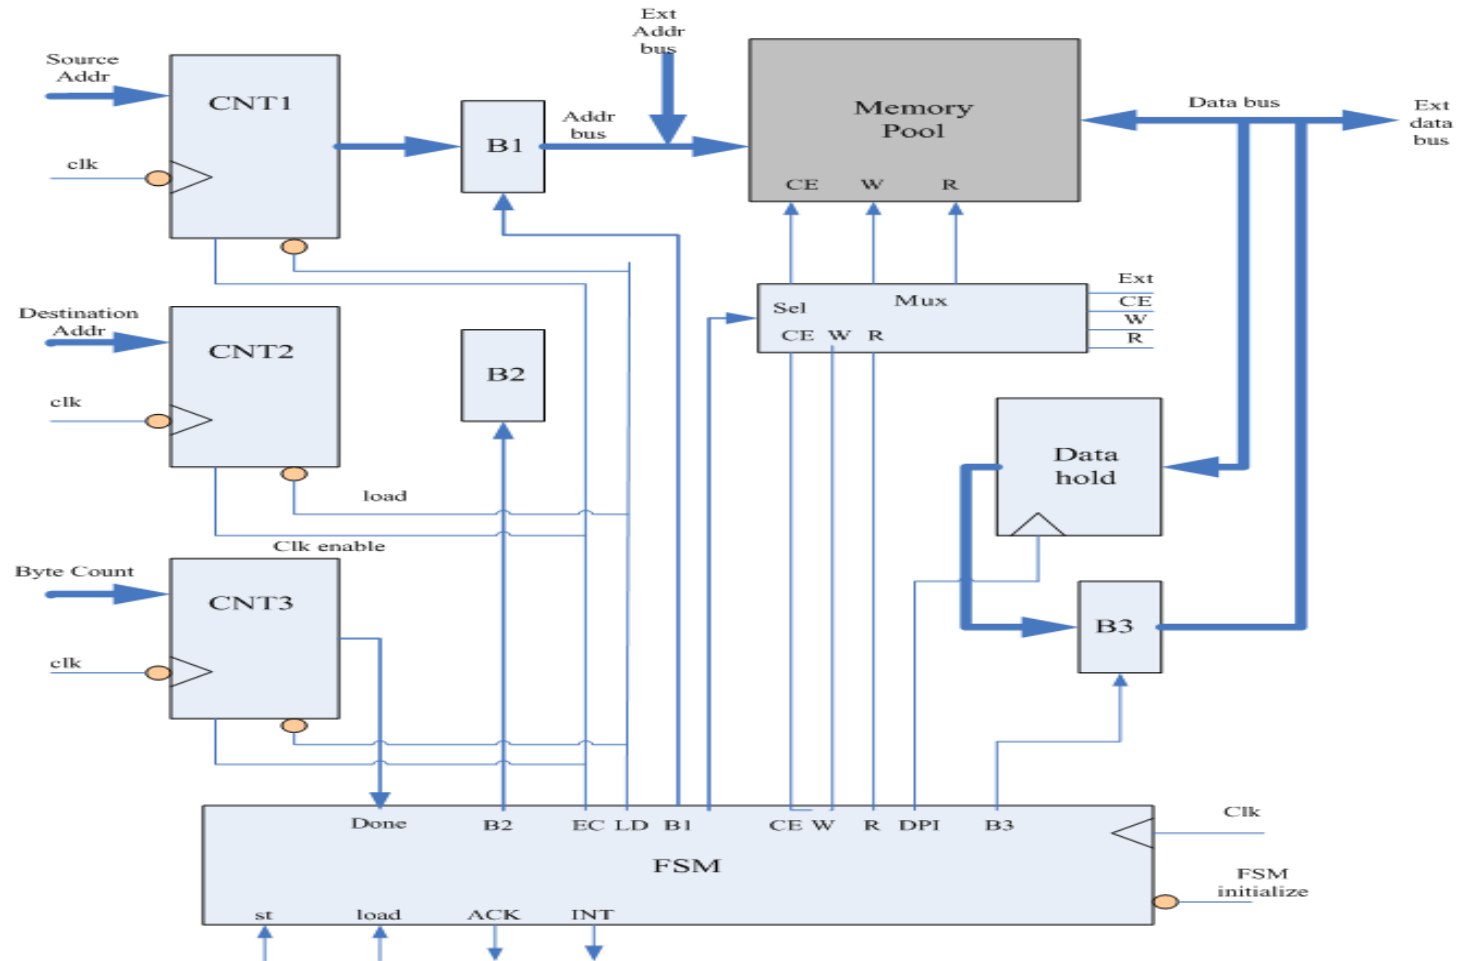 Ext
Addr
bus
Source
Addr
CNT1
Memory
Pool
Data bus
Ext
data
bus
Addr
bus
B1
clk
CE W R
Ext
CE
W
R
Sel
Mux
CE W R
Destination
Addr
CNT2
B2
clk
Data
hold
load
Clk enable
Byte Count
CNT3
B3
clk
Done B2 EC LD B1 CE W R DPI B3
Clk
FSM
FSM
initialize
st load ACK INT